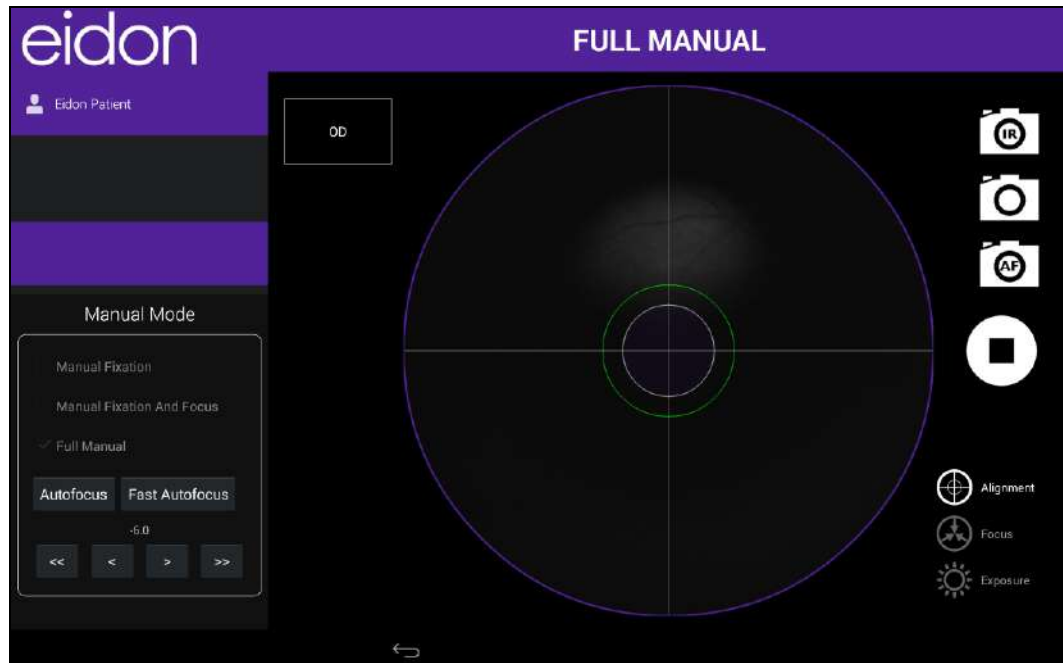 eidon
FULL MANUAL
Eidon Patient
OD
IR
AF
Manual Mode
Manual Fixation
Manual Fixation And Focus
Full Manual
Autofocus
Fast Autofocus
-6.0
<<
<
>
>>
Alignment
Focus
Exposure